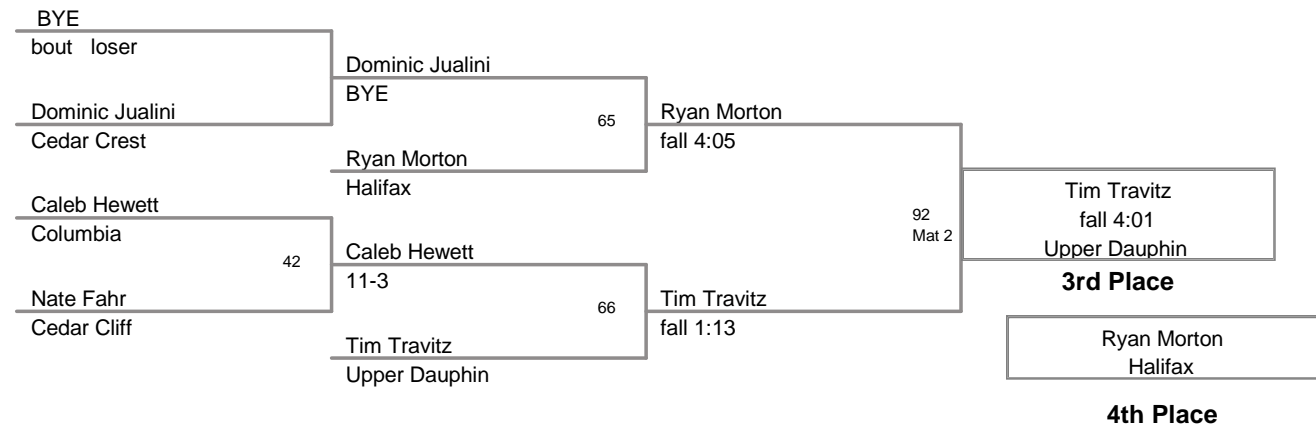 BYE
bout loser
Dominic Jualini
Cedar Crest
Caleb Hewett
Columbia
42
Nate Fahr
Cedar Cliff
Dominic Jualini
BYE
65
Ryan Morton
Halifax
Caleb Hewett
11-3
66
Tim Travitz
Upper Dauphin
Ryan Morton
fall 4:05
92
Mat 2
Tim Travitz
fall 1:13
Tim Travitz
fall 4:01
Upper Dauphin
3rd Place
Ryan Morton
Halifax
4th Place